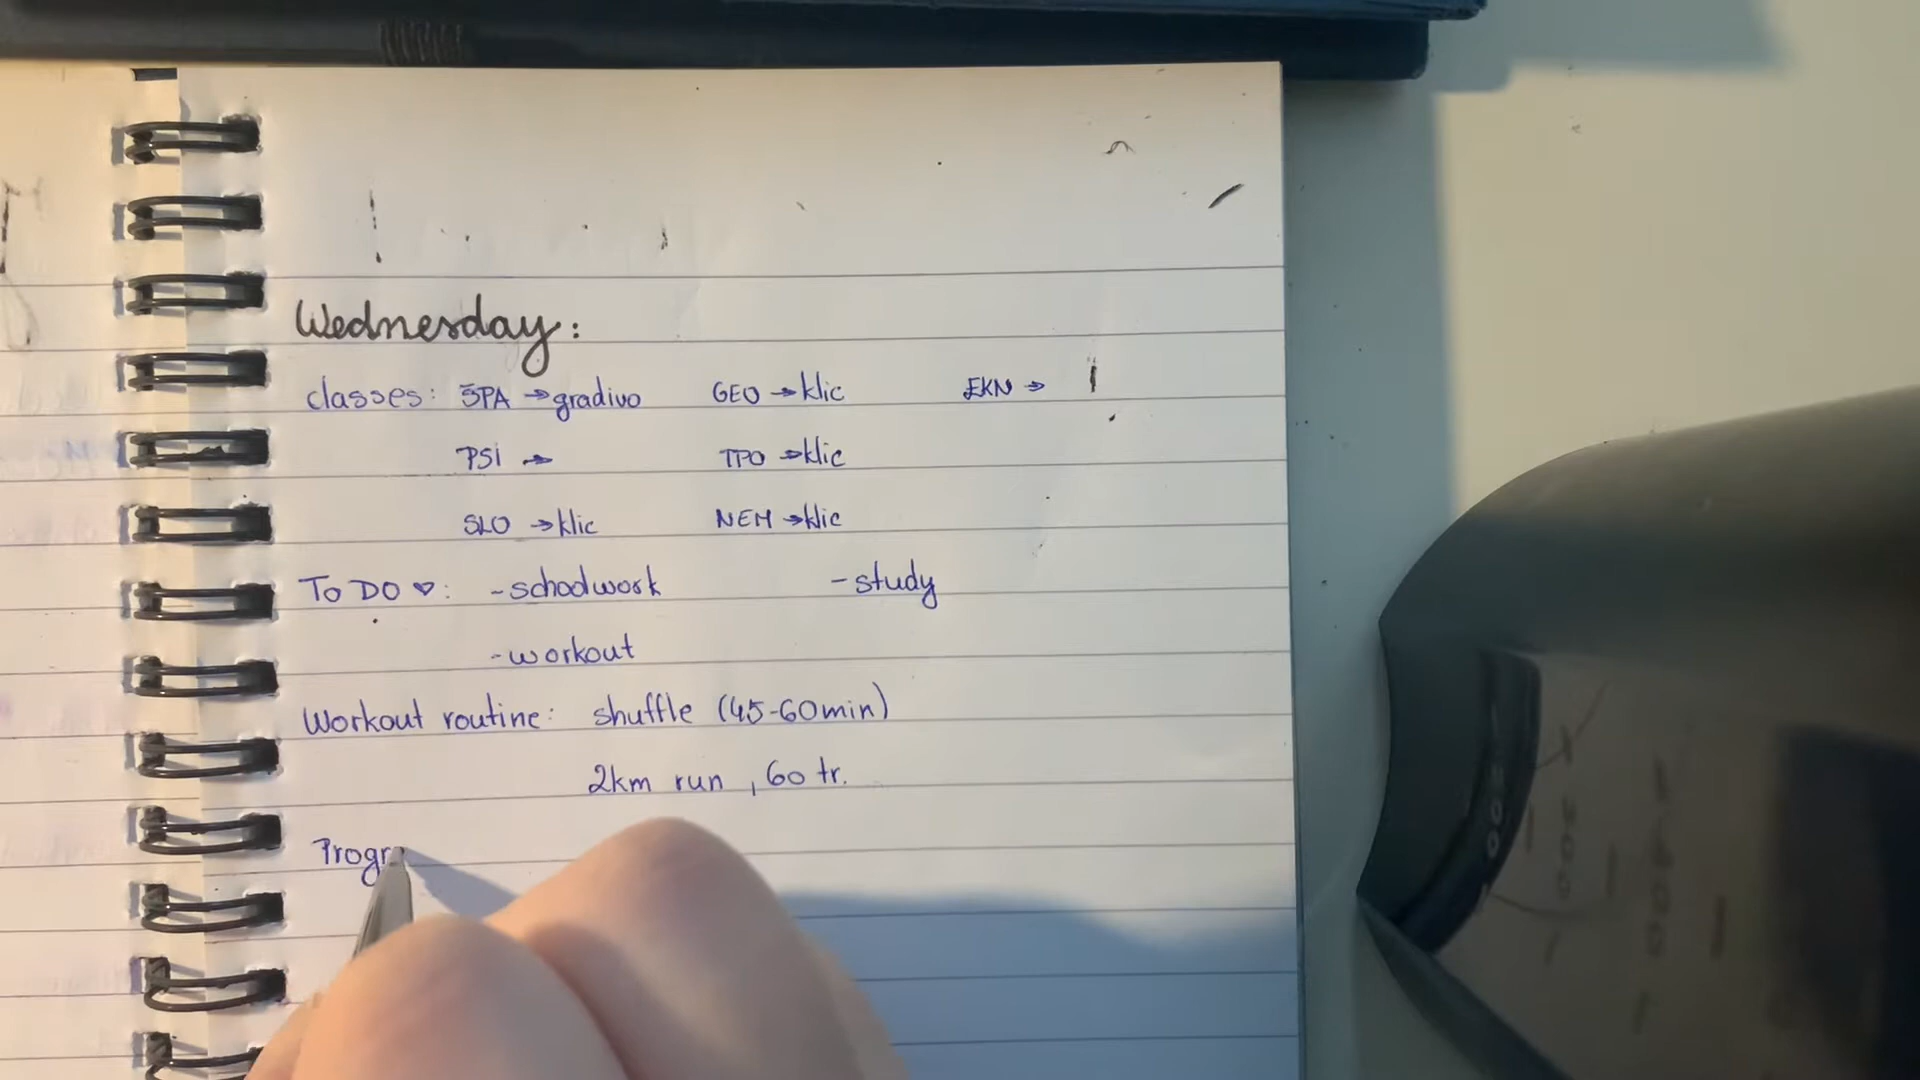 Wednesday:
classes: ŠPA → gradivo GEO → klic EKN →
PSI → TPO → klic
SLO → klic NEM → klic
To DO ♡: - schoolwork - study
- workout
Workout routine: shuffle (45-60min)
2km run , 60 tr.
Progr